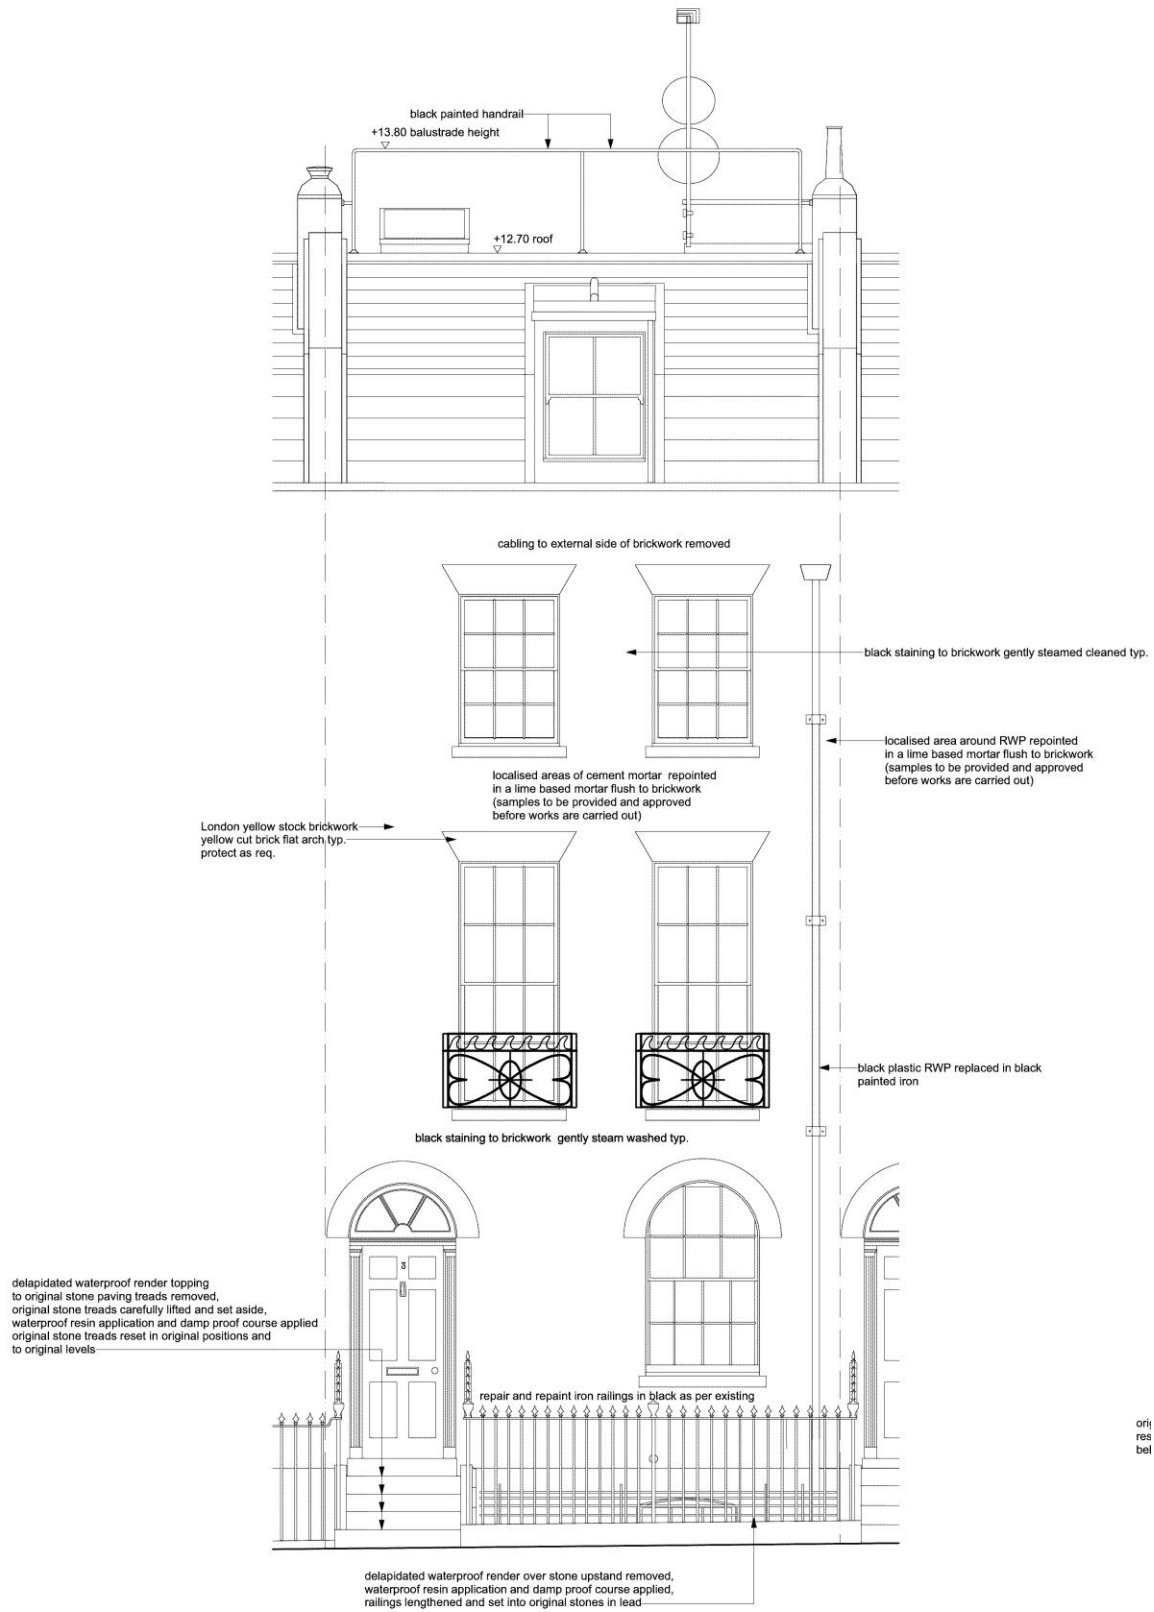 black painted handrail
+13.80 balustrade height
+12.70 roof
cabling to external side of brickwork removed
black staining to brickwork gently steamed cleaned typ.
localised area around RWP repointed
in a lime based mortar flush to brickwork
(samples to be provided and approved
before works are carried out)
localised areas of cement mortar repointed
in a lime based mortar flush to brickwork
(samples to be provided and approved
before works are carried out)
London yellow stock brickwork
yellow cut brick flat arch typ.
protect as req.
black plastic RWP replaced in black
painted iron
black staining to brickwork gently steam washed typ.
3
delapidated waterproof render topping
to original stone paving treads removed,
original stone treads carefully lifted and set aside,
waterproof resin application and damp proof course applied
original stone treads reset in original positions and
to original levels
repair and repaint iron railings in black as per existing
orig
res
bel
delapidated waterproof render over stone upstand removed,
waterproof resin application and damp proof course applied,
railings lengthened and set into original stones in lead